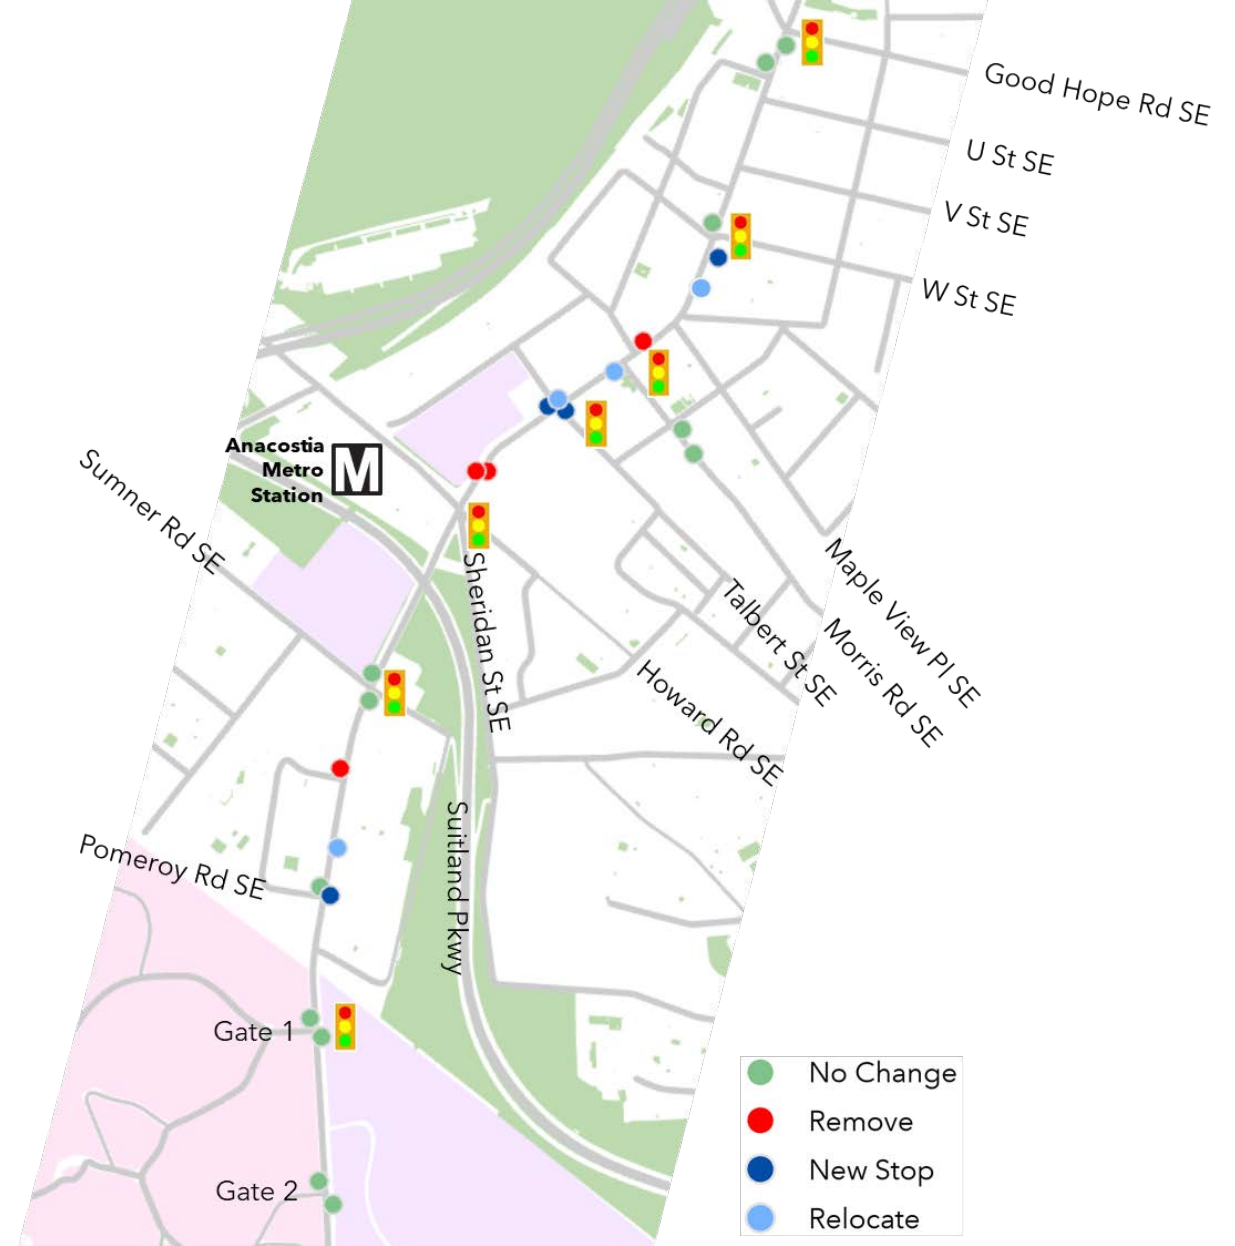 Good Hope Rd SE
U St SE
V St SE
W St SE
Anacostia
Metro
Station
M
Sumner Rd SE
Sheridan St SE
Maple View Pl SE
Talbert St SE
Morris Rd SE
Howard Rd SE
Suitland Pkwy
Pomeroy Rd SE
Gate 1
Gate 2
No Change
Remove
New Stop
Relocate